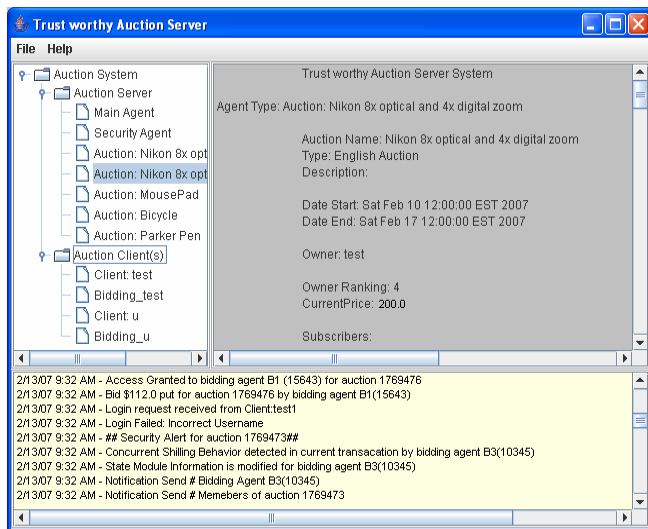 Trust worthy Auction Server
File Help
Auction System
Auction Server
Main Agent
Security Agent
Auction: Nikon 8x opt
Auction: Nikon 8x opt
Auction: MousePad
Auction: Bicycle
Auction: Parker Pen
Auction Client(s)
Client: test
Bidding_test
Client: u
Bidding_u
Trust worthy Auction Server System
Agent Type: Auction: Nikon 8x optical and 4x digital zoom
Auction Name: Nikon 8x optical and 4x digital zoom
Type: English Auction
Description:
Date Start: Sat Feb 10 12:00:00 EST 2007
Date End: Sat Feb 17 12:00:00 EST 2007
Owner: test
Owner Ranking: 4
CurrentPrice: 200.0
Subscribers:
2/13/07 9:32 AM - Access Granted to bidding agent B1 (15643) for auction 1769476
2/13/07 9:32 AM - Bid $112.0 put for auction 1769476 by bidding agent B1(15643)
2/13/07 9:32 AM - Login request received from Client:test1
2/13/07 9:32 AM - Login Failed: Incorrect Username
2/13/07 9:32 AM - ## Security Alert for auction 1769473##
2/13/07 9:32 AM - Concurrent Shilling Behavior detected in current transacation by bidding agent B3(10345)
2/13/07 9:32 AM - State Module Information is modified for bidding agent B3(10345)
2/13/07 9:32 AM - Notification Send # Bidding Agent B3(10345)
2/13/07 9:32 AM - Notification Send # Memebers of auction 1769473